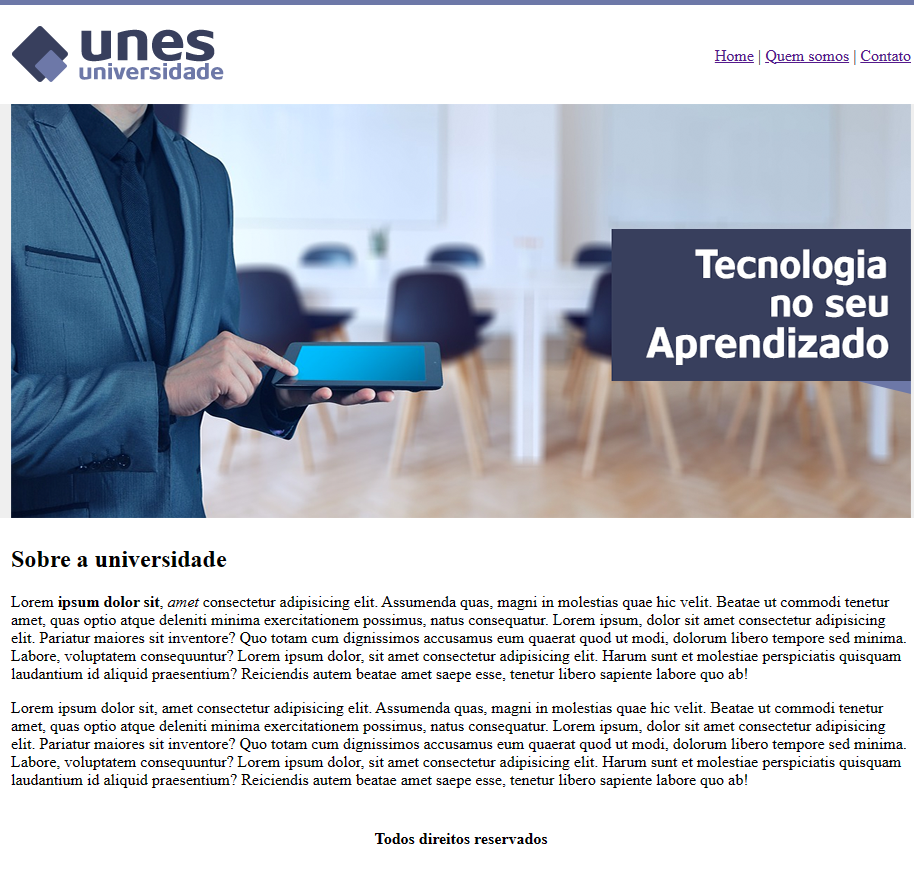 unes
universidade
Home | Quem somos | Contato
Tecnologia
no seu
Aprendizado
Sobre a universidade
Lorem ipsum dolor sit, amet consectetur adipisicing elit. Assumenda quas, magni in molestias quae hic velit. Beatae ut commodi tenetur
amet, quas optio atque deleniti minima exercitationem possimus, natus consequatur. Lorem ipsum, dolor sit amet consectetur adipisicing
elit. Pariatur maiores sit inventore? Quo totam cum dignissimos accusamus eum quaerat quod ut modi, dolorum libero tempore sed minima.
Labore, voluptatem consequuntur? Lorem ipsum dolor, sit amet consectetur adipisicing elit. Harum sunt et molestiae perspiciatis quisquam
laudantium id aliquid praesentium? Reiciendis autem beatae amet saepe esse, tenetur libero sapiente labore quo ab!
Lorem ipsum dolor sit, amet consectetur adipisicing elit. Assumenda quas, magni in molestias quae hic velit. Beatae ut commodi tenetur
amet, quas optio atque deleniti minima exercitationem possimus, natus consequatur. Lorem ipsum, dolor sit amet consectetur adipisicing
elit. Pariatur maiores sit inventore? Quo totam cum dignissimos accusamus eum quaerat quod ut modi, dolorum libero tempore sed minima.
Labore, voluptatem consequuntur? Lorem ipsum dolor, sit amet consectetur adipisicing elit. Harum sunt et molestiae perspiciatis quisquam
laudantium id aliquid praesentium? Reiciendis autem beatae amet saepe esse, tenetur libero sapiente labore quo ab!
Todos direitos reservados